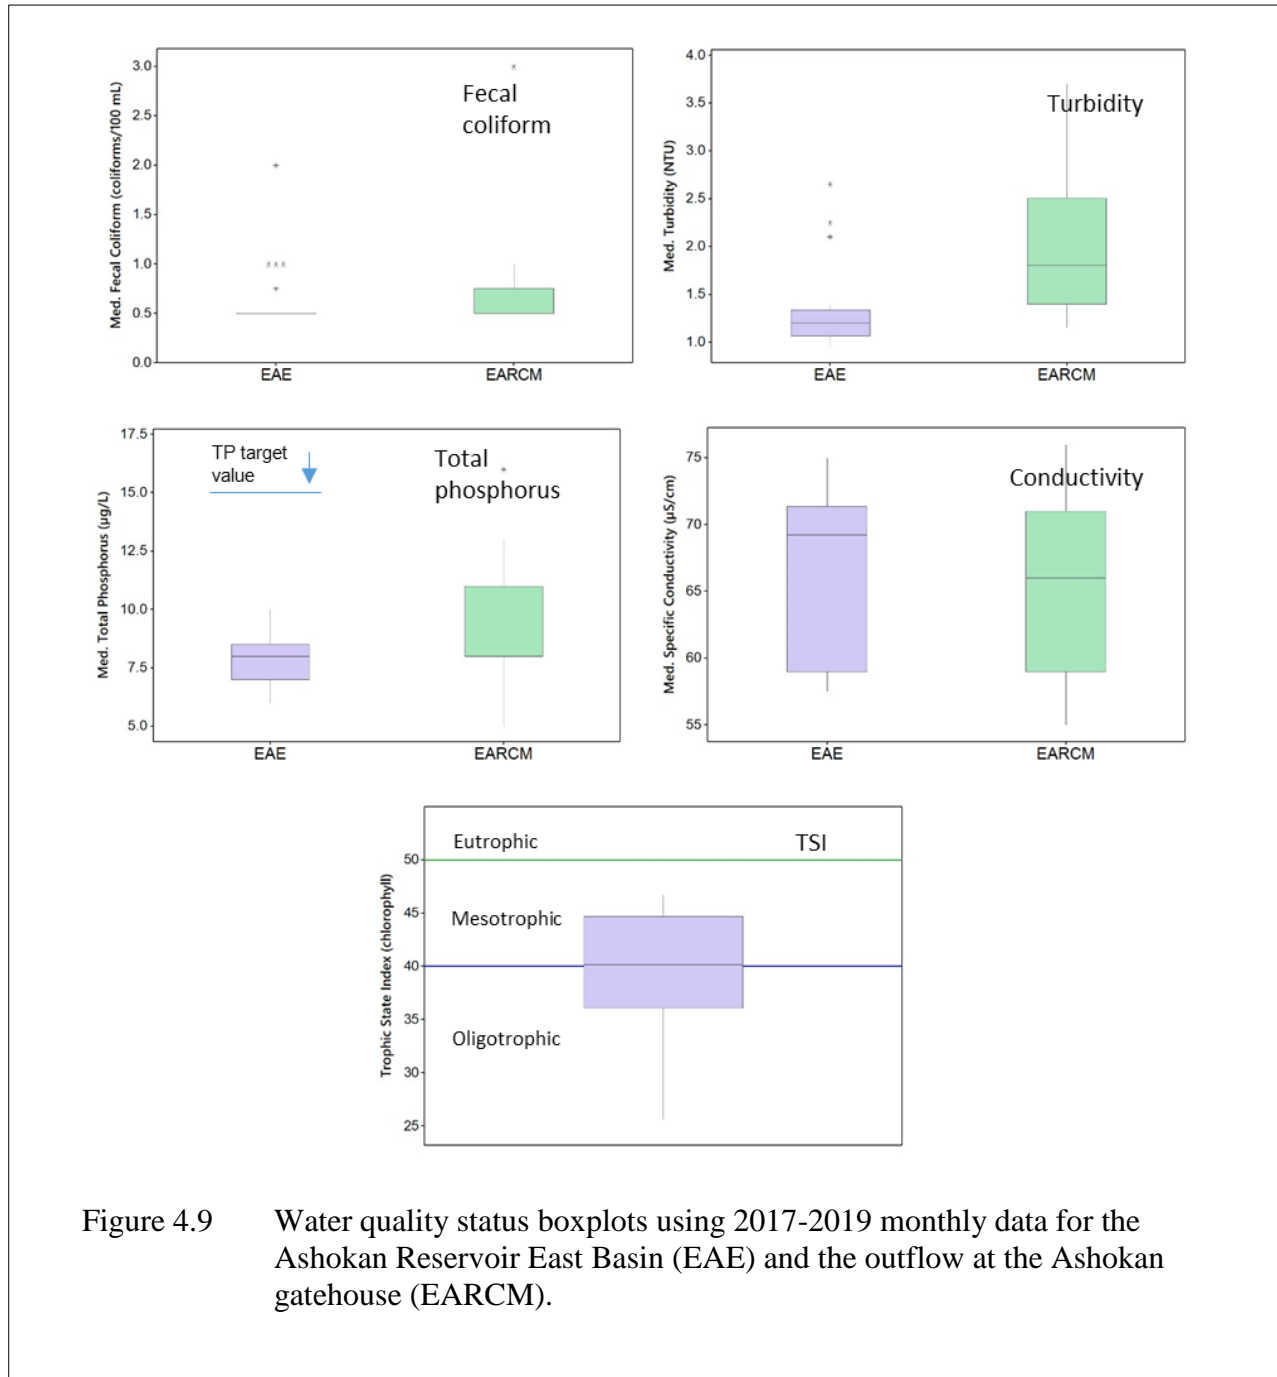 Med. Fecal Coliform (coliforms/100 mL)
3.0
2.5
2.0
1.5
1.0
0.5
0.0
Fecal
coliform
EAE
EARCM
Med. Turbidity (NTU)
4.0
3.5
3.0
2.5
2.0
1.5
1.0
Turbidity
EAE
EARCM
Med. Total Phosphorus (µg/L)
17.5
15.0
12.5
10.0
7.5
5.0
TP target
value
Total
phosphorus
EAE
EARCM
Med. Specific Conductivity (µS/cm)
75
70
65
60
55
Conductivity
EAE
EARCM
Trophic State Index (chlorophyll)
50
45
40
35
30
25
Eutrophic
TSI
Mesotrophic
Oligotrophic
Figure 4.9 Water quality status boxplots using 2017-2019 monthly data for the
Ashokan Reservoir East Basin (EAE) and the outflow at the Ashokan
gatehouse (EARCM).